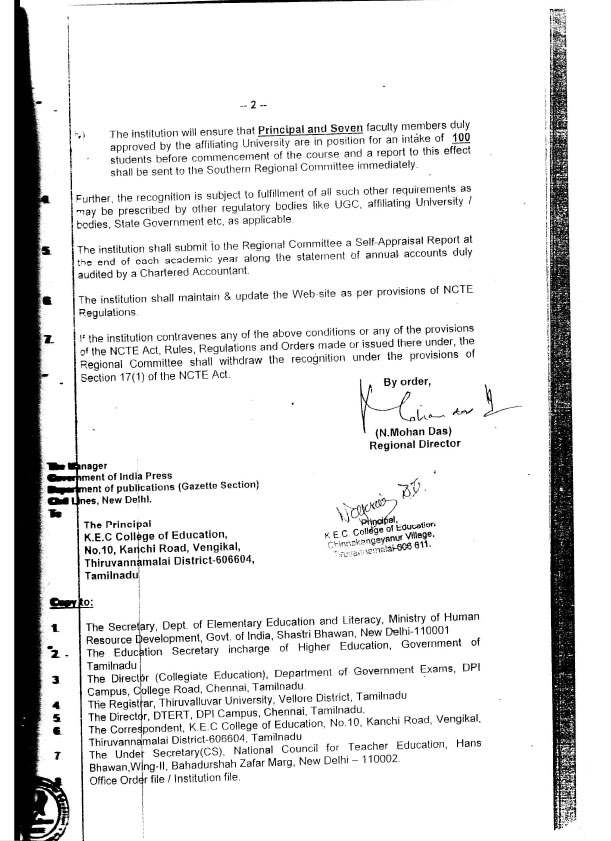 -- 2 --
The institution will ensure that Principal and Seven faculty members duly
approved by the affiliating University are in position for an intake of 100
students before commencement of the course and a report to this effect
shall be sent to the Southern Regional Committee immediately.
Further, the recognition is subject to fulfillment of all such other requirements as
may be prescribed by other regulatory bodies like UGC, affiliating University /
bodies, State Government etc, as applicable.
5. The institution shall submit to the Regional Committee a Self-Appraisal Report at
the end of each academic year along the statement of annual accounts duly
audited by a Chartered Accountant.
6. The institution shall maintain & update the Web-site as per provisions of NCTE
Regulations.
7. If the institution contravenes any of the above conditions or any of the provisions
of the NCTE Act, Rules, Regulations and Orders made or issued there under, the
Regional Committee shall withdraw the recognition under the provisions of
Section 17(1) of the NCTE Act.
By order,
(N.Mohan Das)
Regional Director
The Manager
Government of India Press
Department of publications (Gazette Section)
Civil Lines, New Delhi.
To
The Principal
K.E.C College of Education,
No.10, Kanchi Road, Vengikal,
Thiruvannamalai District-606604,
Tamilnadu
Principal,
K.E.C. College of Education
Chinnakangeyanur Village,
Tiruvannamalai-606 611.
Copy to:
1 The Secretary, Dept. of Elementary Education and Literacy, Ministry of Human
Resource Development, Govt. of India, Shastri Bhawan, New Delhi-110001
2 The Education Secretary incharge of Higher Education, Government of
Tamilnadu
3 The Director (Collegiate Education), Department of Government Exams, DPI
Campus, College Road, Chennai, Tamilnadu
4 The Registrar, Thiruvalluvar University, Vellore District, Tamilnadu
5 The Director, DTERT, DPI Campus, Chennai, Tamilnadu.
6 The Correspondent, K.E.C College of Education, No.10, Kanchi Road, Vengikal,
Thiruvannamalai District-606604, Tamilnadu
7 The Under Secretary(CS), National Council for Teacher Education, Hans
Bhawan,Wing-II, Bahadurshah Zafar Marg, New Delhi – 110002.
Office Order file / Institution file.